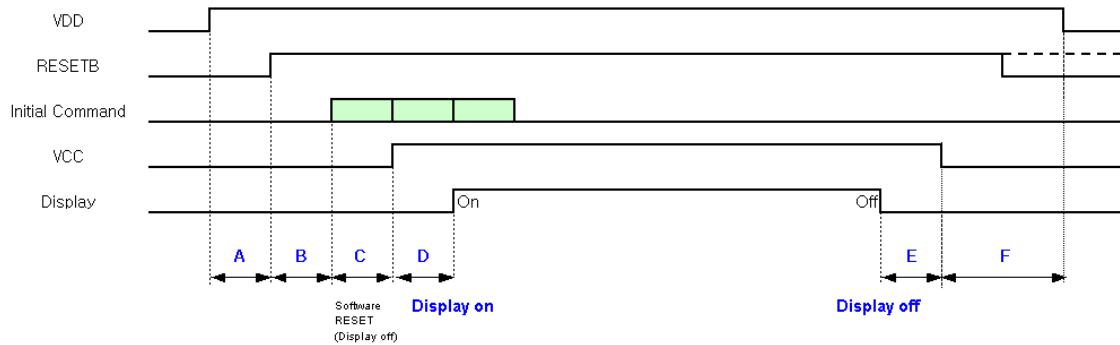 VDD
RESETB
Initial Command
VCC
Display
On
Off
A
B
C
D
E
F
Software
RESET
(Display off)
Display on
Display off